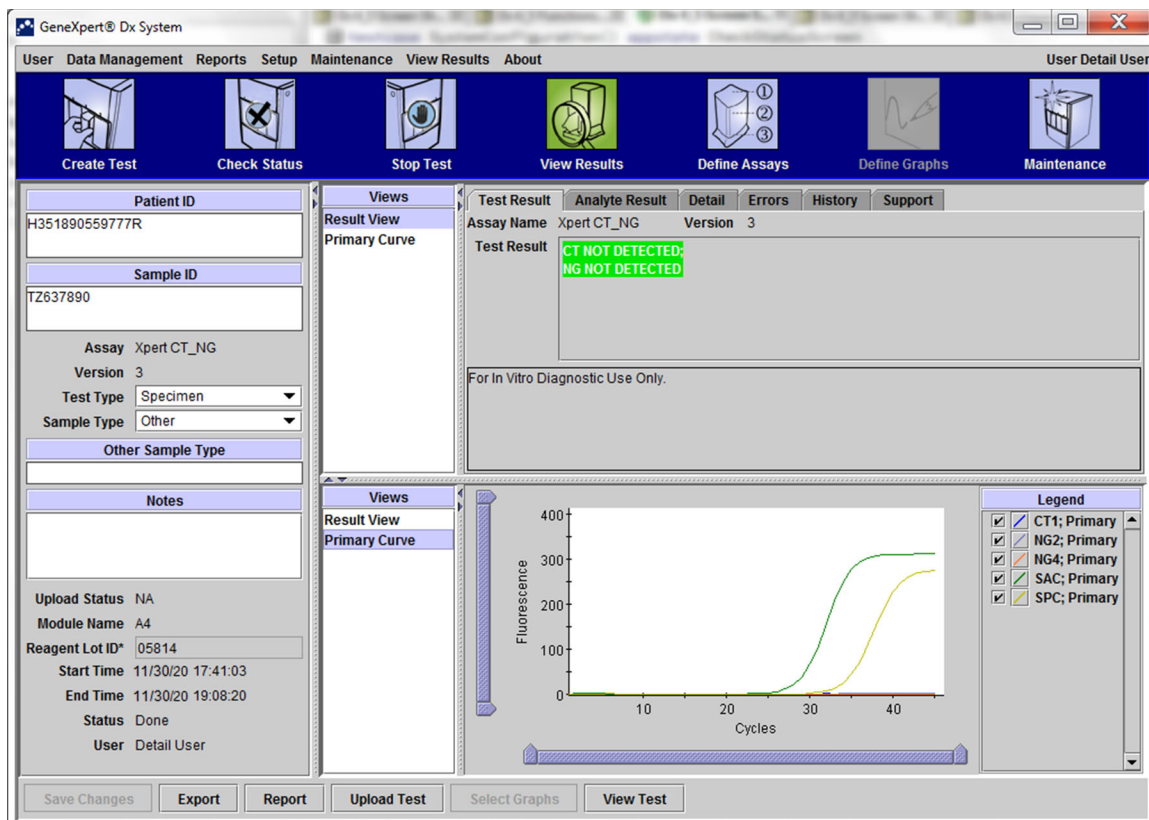 GeneXpert® Dx System
User Data Management Reports Setup Maintenance View Results About User Detail User
Create Test Check Status Stop Test View Results Define Assays Define Graphs Maintenance
Patient ID
H351890559777R
Sample ID
TZ637890
Assay Xpert CT_NG
Version 3
Test Type Specimen
Sample Type Other
Other Sample Type
Notes
Upload Status NA
Module Name A4
Reagent Lot ID* 05814
Start Time 11/30/20 17:41:03
End Time 11/30/20 19:08:20
Status Done
User Detail User
Views
Result View
Primary Curve
Test Result Analyte Result Detail Errors History Support
Assay Name Xpert CT_NG Version 3
Test Result CT NOT DETECTED;
NG NOT DETECTED
For In Vitro Diagnostic Use Only.
Views
Result View
Primary Curve
Fluorescence
400
300
200
100
0
10 20 30 40
Cycles
Legend
CT1; Primary
NG2; Primary
NG4; Primary
SAC; Primary
SPC; Primary
Save Changes Export Report Upload Test Select Graphs View Test